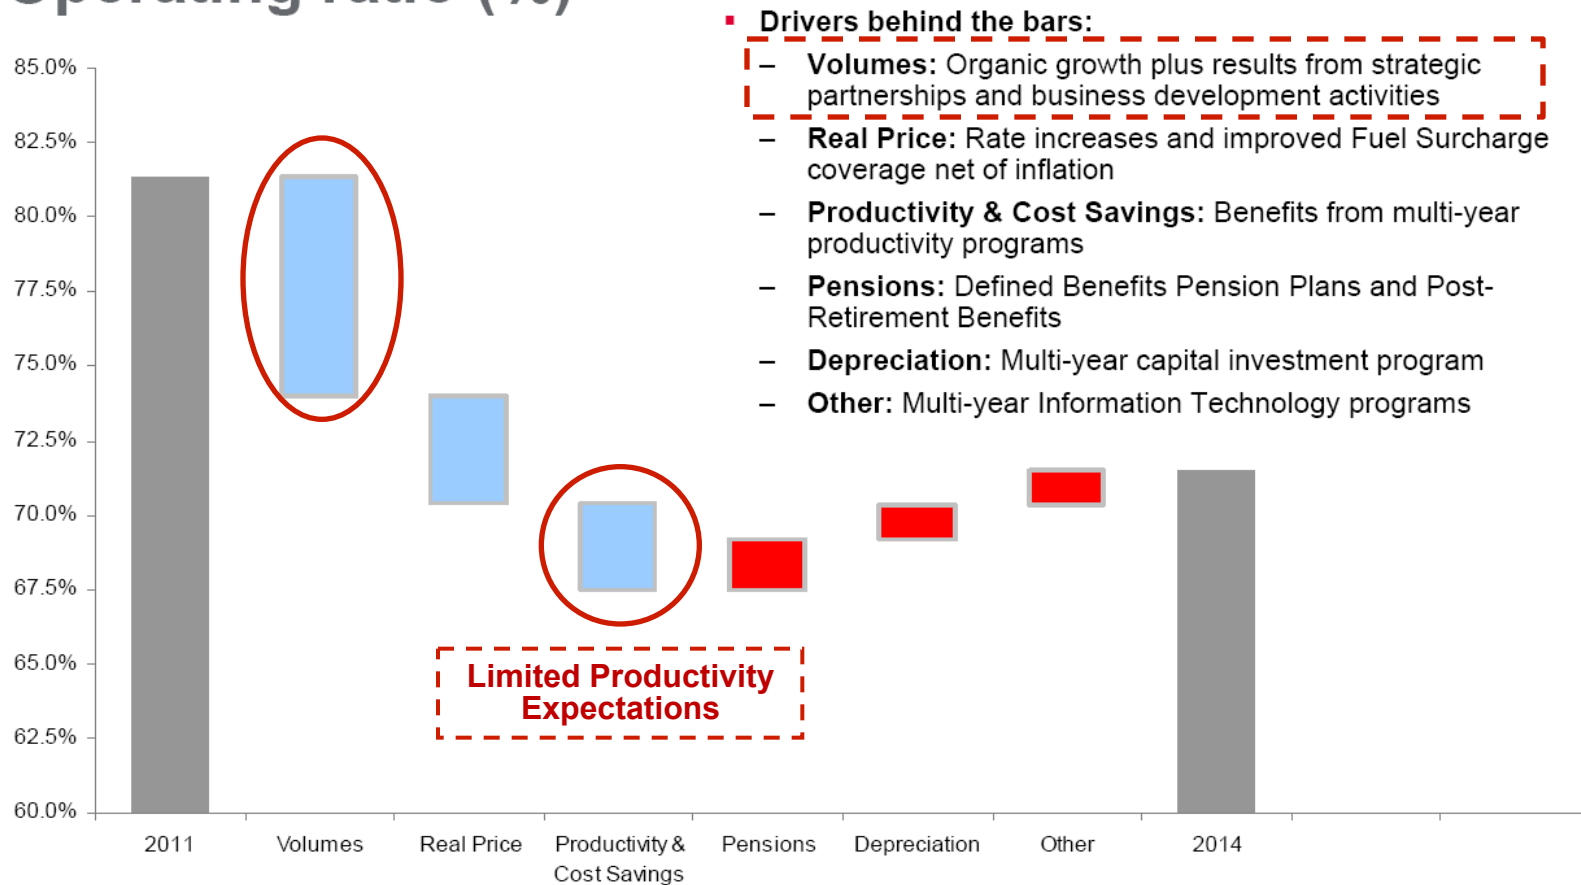 Operating ratio (%)
▪ Drivers behind the bars:
– Volumes: Organic growth plus results from strategic
partnerships and business development activities
– Real Price: Rate increases and improved Fuel Surcharge
coverage net of inflation
– Productivity & Cost Savings: Benefits from multi-year
productivity programs
– Pensions: Defined Benefits Pension Plans and Post-
Retirement Benefits
– Depreciation: Multi-year capital investment program
– Other: Multi-year Information Technology programs
85.0%
82.5%
80.0%
77.5%
75.0%
72.5%
70.0%
67.5%
65.0%
62.5%
60.0%
Limited Productivity
Expectations
2011 Volumes Real Price Productivity & Pensions Depreciation Other 2014
Cost Savings